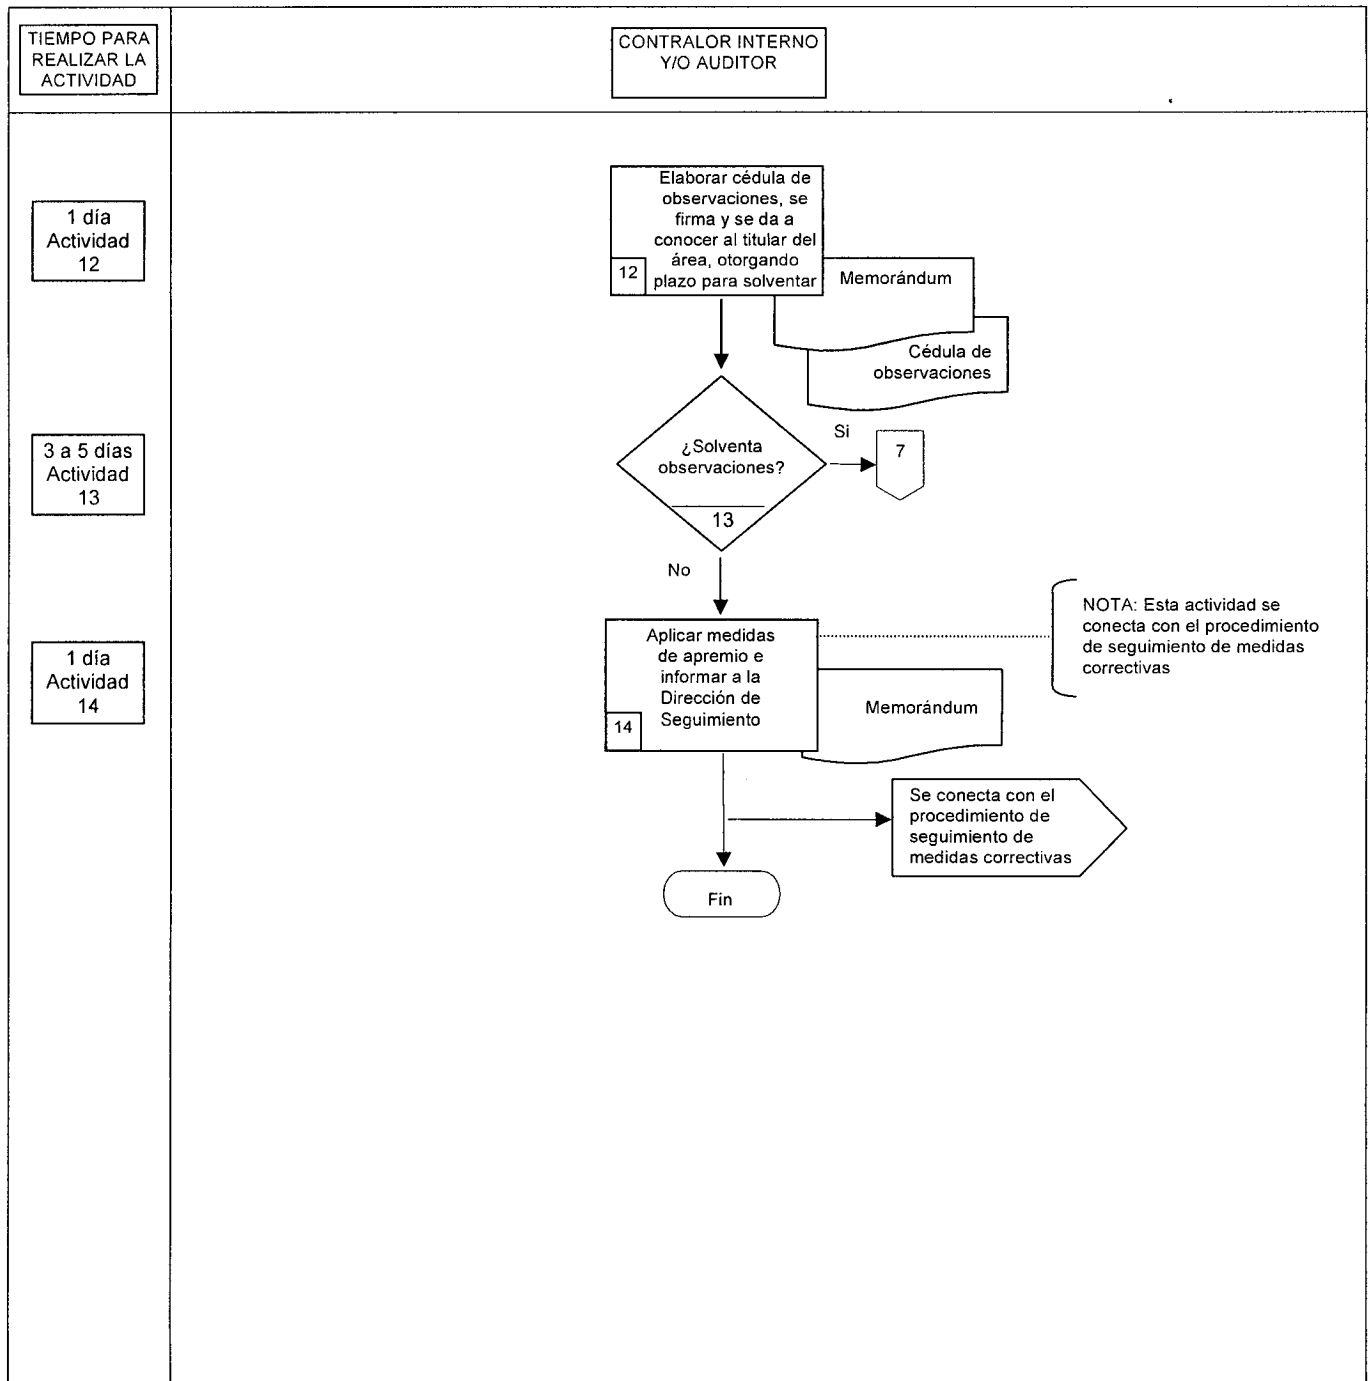 TIEMPO PARA
REALIZAR LA
ACTIVIDAD
CONTRALOR INTERNO
Y/O AUDITOR
1 día
Actividad
12
Elaborar cédula de
observaciones, se
firma y se da a
conocer al titular del
área, otorgando
plazo para solventar
12
Memorándum
Cédula de
observaciones
3 a 5 días
Actividad
13
¿Solventa
observaciones?
13
Si
7
No
1 día
Actividad
14
Aplicar medidas
de apremio e
informar a la
Dirección de
Seguimiento
14
Memorándum
NOTA: Esta actividad se
conecta con el procedimiento
de seguimiento de medidas
correctivas
Se conecta con el
procedimiento de
seguimiento de
medidas correctivas
Fin